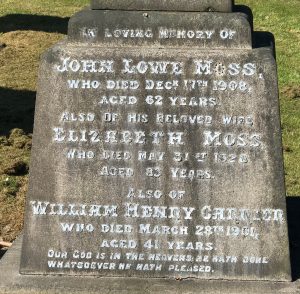 IN LOVING MEMORY OF
JOHN LOWE MOSS,
WHO DIED DECR 17TH 1908,
AGED 62 YEARS.
ALSO OF HIS BELOVED WIFE
ELIZABETH MOSS
WHO DIED MAY 31ST 1928
AGED 83 YEARS.
ALSO OF
WILLIAM HENRY
WHO DIED MARCH 28TH 1901,
AGED 41 YEARS.
OUR GOD IS IN THE HEAVENS: HE HATH DONE
WHATSOEVER HE HATH PLEASED.